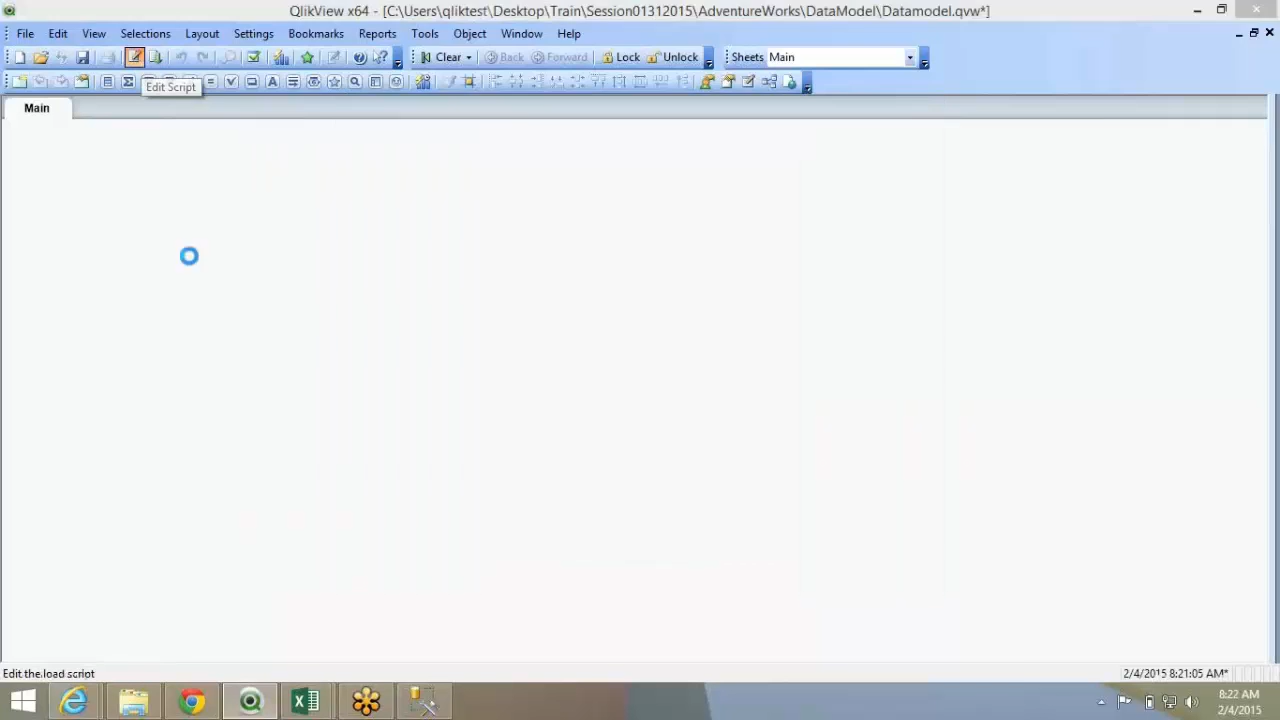 QlikView x64 - [C:\Users\qliktest\Desktop\Train\Session01312015\AdventureWorks\DataModel\Datamodel.qvw*]
File Edit View Selections Layout Settings Bookmarks Reports Tools Object Window Help
Clear Back Forward Lock Unlock Sheets Main
Edit Script
Main
Edit the load script 2/4/2015 8:21:05 AM*
8:22 AM
2/4/2015